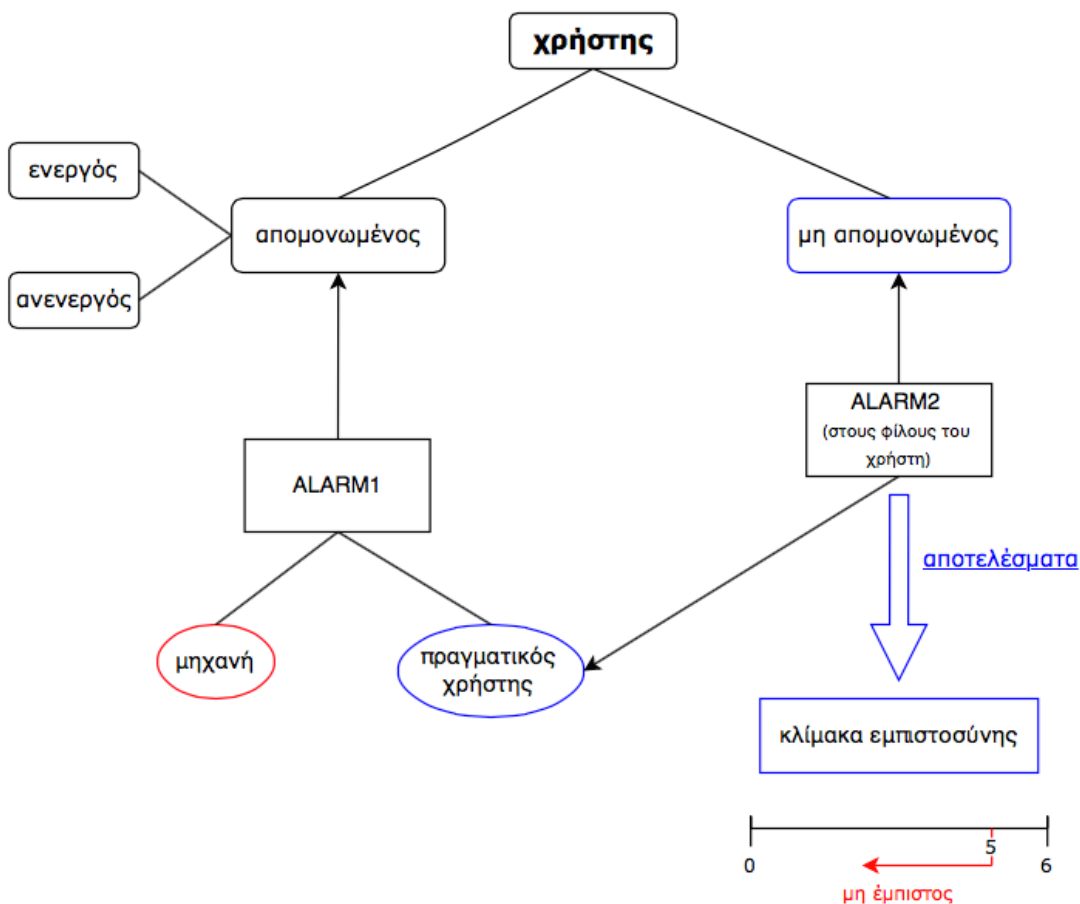 χρήστης
ενεργός
απομονωμένος
μη απομονωμένος
ανενεργός
ALARM2
(στους φίλους του
χρήστη)
ALARM1
αποτελέσματα
μηχανή
πραγματικός
χρήστης
κλίμακα εμπιστοσύνης
0
5
6
μη έμπιστος